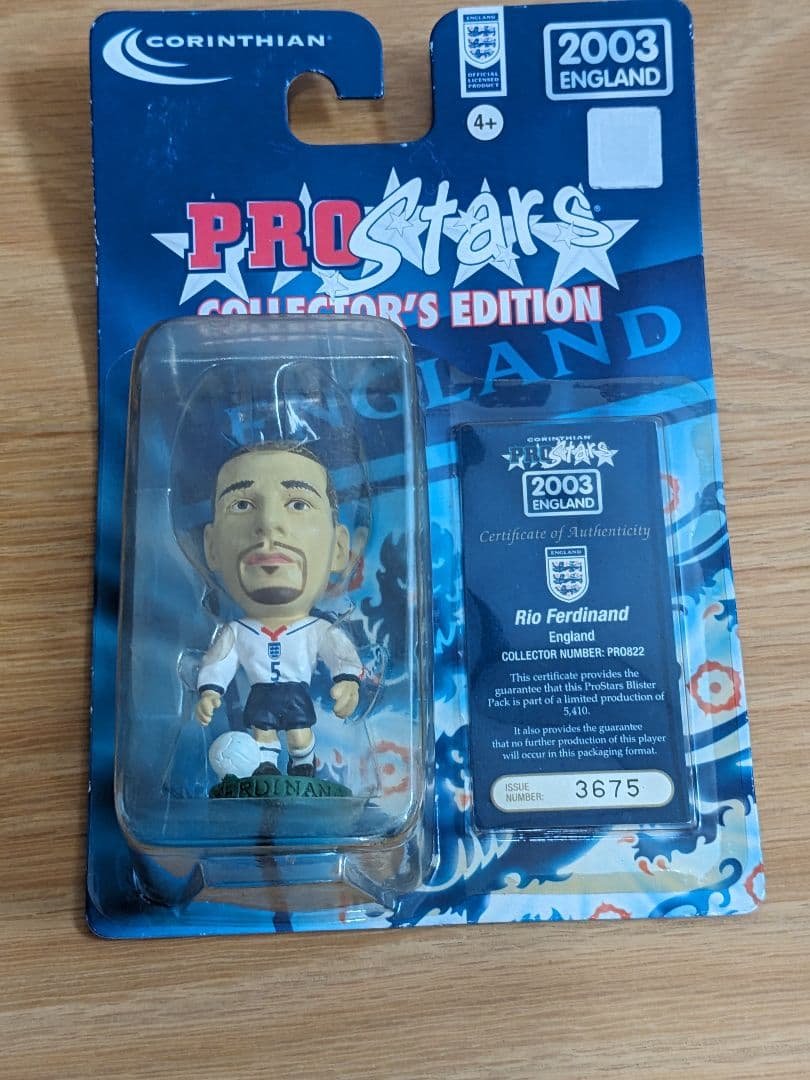 CORINTHIAN
ENGLAND
OFFICIAL
LICENSED
PRODUCT
2003
ENGLAND
4+
PROStars
COLLECTOR'S EDITION
ENGLAND
CORINTHIAN
PROStars
2003
ENGLAND
Certificate of Authenticity
ENGLAND
Rio Ferdinand
England
COLLECTOR NUMBER: PRO822
This certificate provides the
guarantee that this ProStars Blister
Pack is part of a limited production of
5,410.
It also provides the guarantee
that no further production of this player
will occur in this packaging format.
ISSUE
NUMBER:
3675
5
FERDINAND